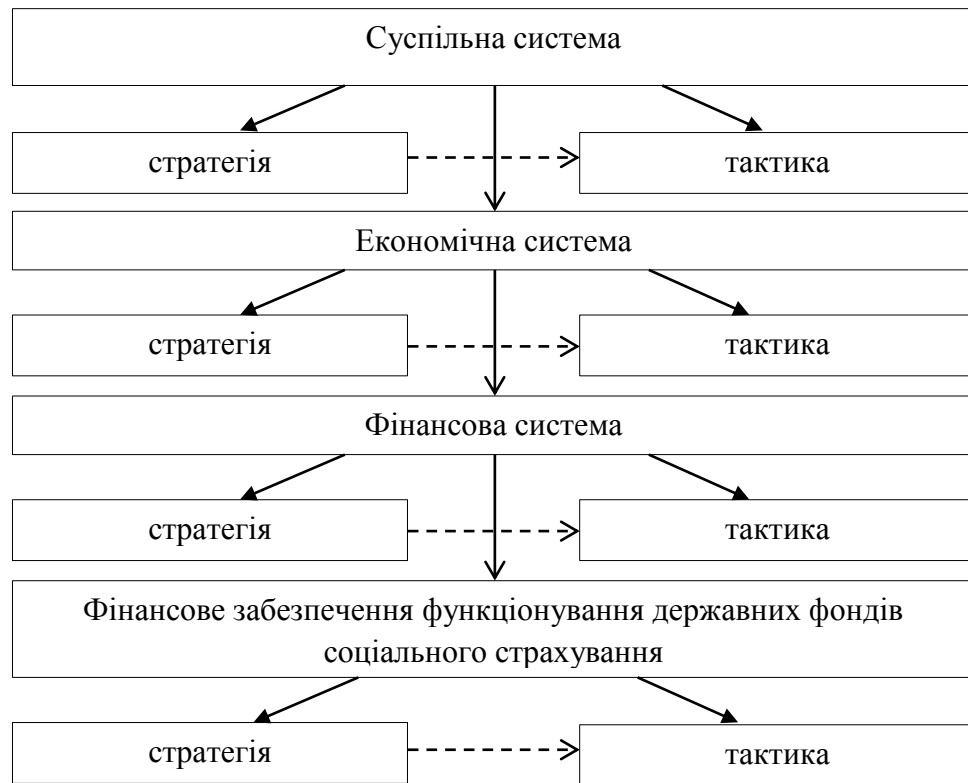 Суспільна система
стратегія
тактика
Економічна система
стратегія
тактика
Фінансова система
стратегія
тактика
Фінансове забезпечення функціонування державних фондів
соціального страхування
стратегія
тактика